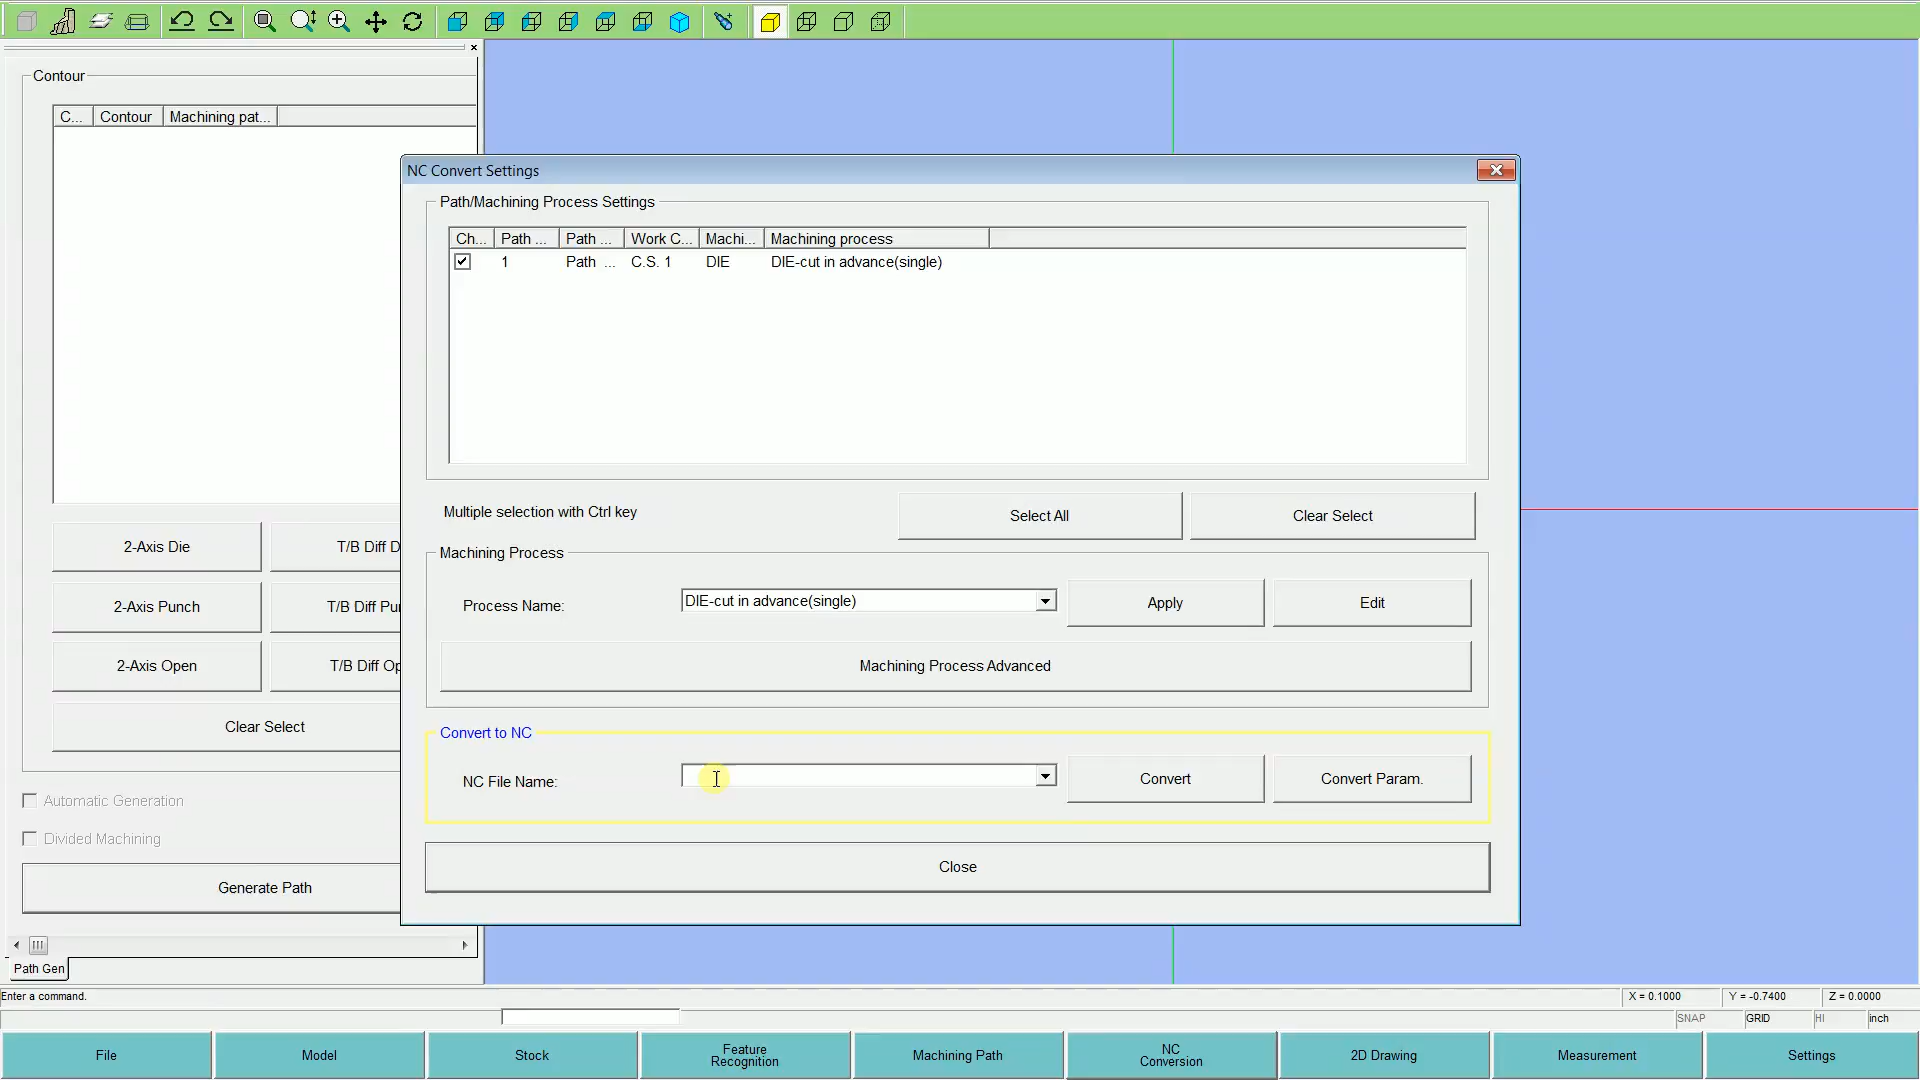 Contour
C... Contour Machining pat...
NC Convert Settings
Path/Machining Process Settings
Ch... Path ... Path ... Work C... Machi... Machining process
1 Path ... C.S. 1 DIE DIE-cut in advance(single)
Multiple selection with Ctrl key
Select All
Clear Select
Machining Process
Process Name:
DIE-cut in advance(single)
Apply
Edit
Machining Process Advanced
Convert to NC
NC File Name:
Convert
Convert Param.
Close
2-Axis Die
T/B Diff D
2-Axis Punch
T/B Diff Pu
2-Axis Open
T/B Diff Op
Clear Select
Automatic Generation
Divided Machining
Generate Path
Path Gen
Enter a command.
X = 0.1000 Y = -0.7400 Z = 0.0000
SNAP GRID HI inch
File
Model
Stock
Feature
Recognition
Machining Path
NC
Conversion
2D Drawing
Measurement
Settings